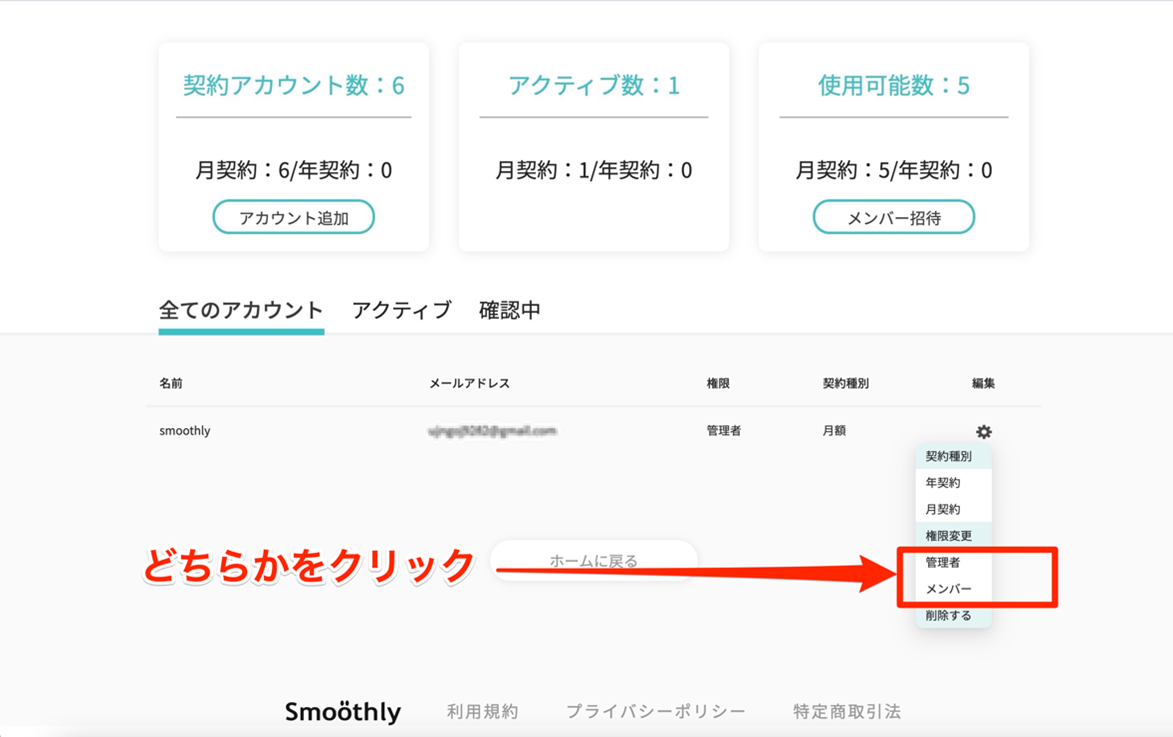 契約アカウント数：6
アクティブ数：1
使用可能数：5
月契約：6/年契約：0
月契約：1/年契約：0
月契約：5/年契約：0
アカウント追加
メンバー招待
全てのアカウント
アクティブ
確認中
名前
メールアドレス
権限
契約種別
編集
smoothly
管理者
月額
契約種別
年契約
月契約
権限変更
管理者
メンバー
削除する
どちらかをクリック
ホームに戻る
Smoöthly
利用規約
プライバシーポリシー
特定商取引法